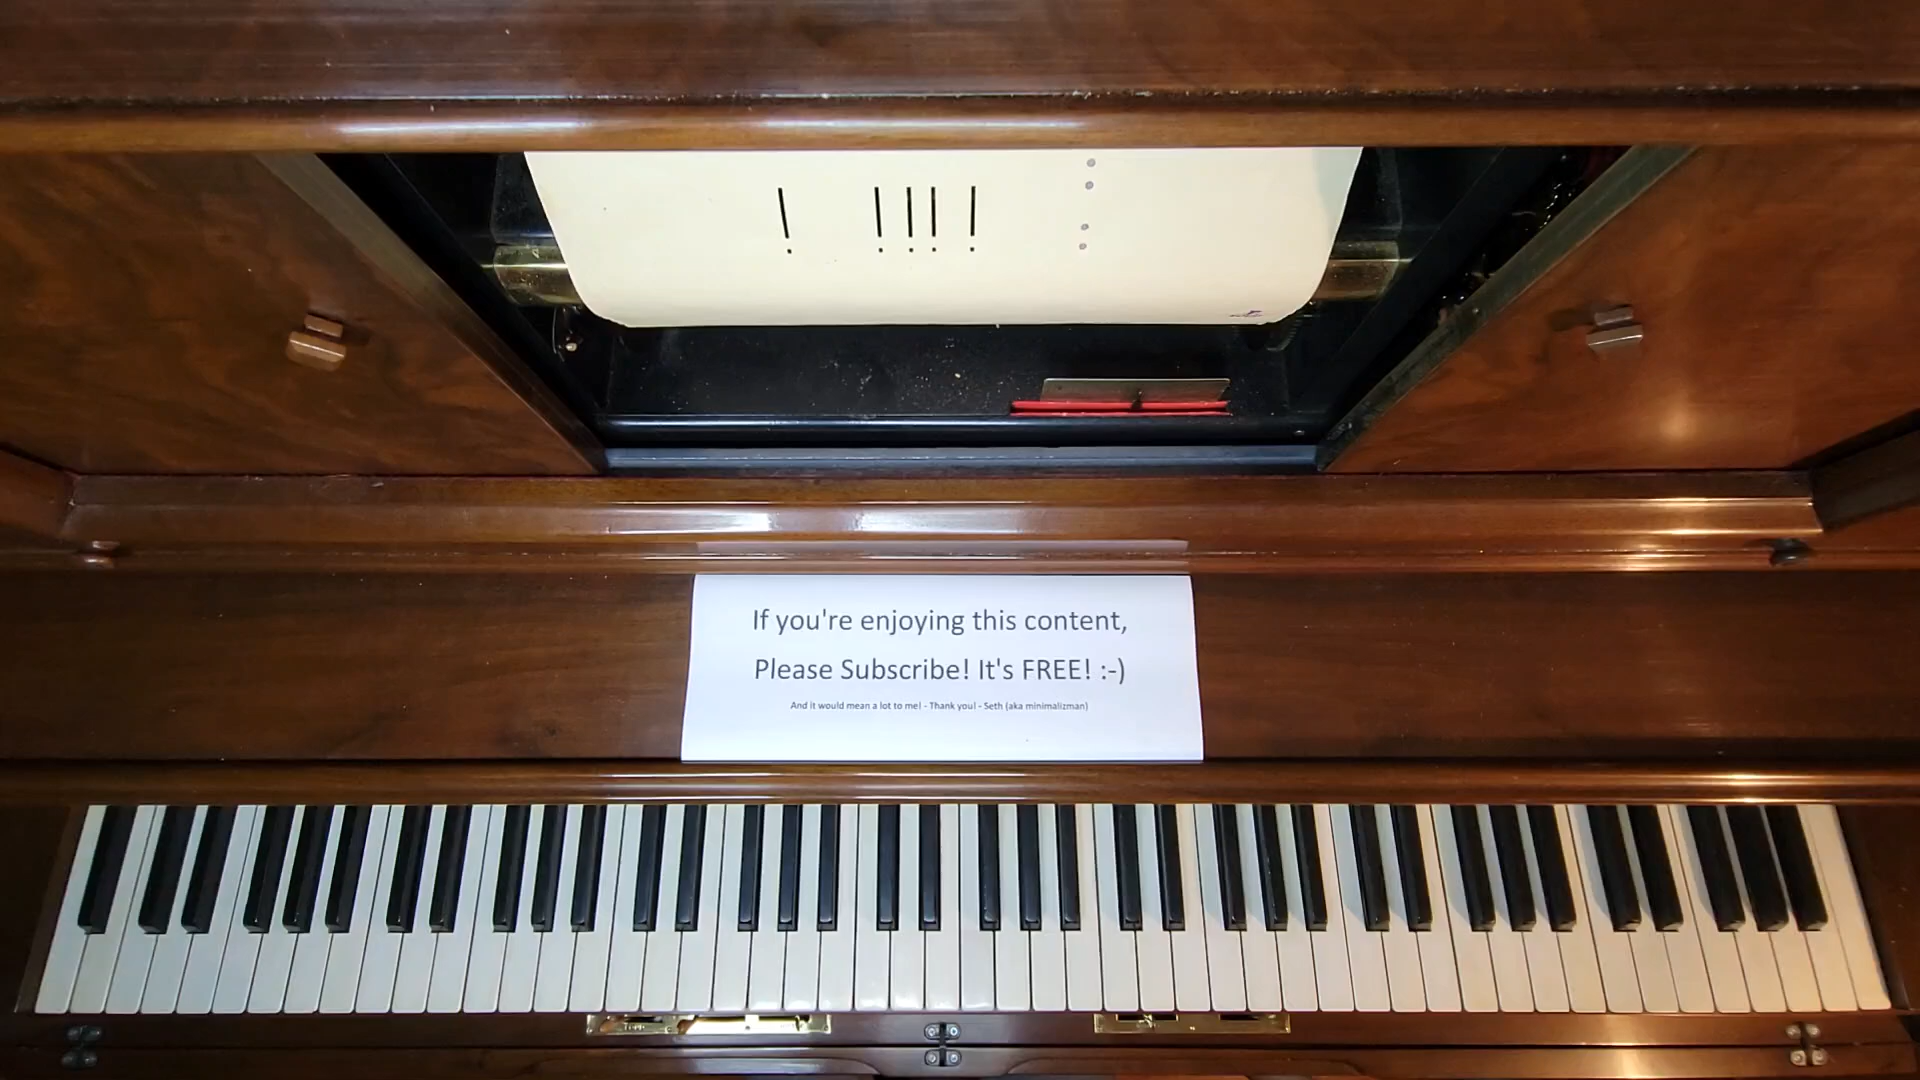 If you're enjoying this content,
Please Subscribe! It's FREE! :-)
And it would mean a lot to me! - Thank you! - Seth (aka minimalizman)